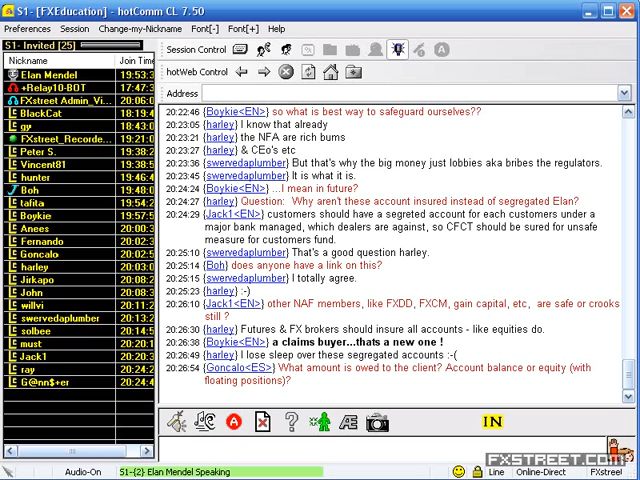 S1- [FXEducation] - hotComm CL 7.50
Preferences Session Change-my-Nickname Font[-] Font[+] Help
S1- Invited [25]
Session Control
Nickname Join Time
hotWeb Control
Address
Elan Mendel 19:53:3
+Relay10-BOT 17:47:3
FXstreet Admin_Vi... 20:06:0
BlackCat 18:19:4
gy 18:43:0
FXstreet_Recorde... 19:21:0
Peter S. 19:38:2
Vincent81 19:38:5
hunter 19:46:5
Boh 19:48:0
talita 19:54:2
Boykie 19:57:5
Anees 20:00:0
Fernando 20:02:3
Goncalo 20:02:5
harley 20:03:0
Jirkapo 20:08:2
John 20:09:3
willvi 20:11:2
swervedaplumber 20:13:2
solbee 20:14:5
must 20:20:1
Jack1 20:20:1
ray 20:24:2
G@nn$+er 20:24:4
20:22:46 {Boykie<EN>} so what is best way to safeguard ourselves??
20:23:05 {harley} I know that already
20:23:21 {harley} the NFA are rich bums
20:23:27 {harley} & CEo's etc
20:23:36 {swervedaplumber} But that's why the big money just lobbies aka bribes the regulators.
20:23:45 {swervedaplumber} It is what it is.
20:24:24 {Boykie<EN>} ...I mean in future?
20:24:27 {harley} Question: Why aren't these account insured instead of segregated Elan?
20:24:29 {Jack1<EN>} customers should have a segreted account for each customers under a
major bank managed, which dealers are against, so CFCT should be sured for unsafe
measure for customers fund.
20:25:10 {swervedaplumber} That's a good question harley.
20:25:14 {Boh} does anyone have a link on this?
20:25:15 {swervedaplumber} I totally agree.
20:25:23 {harley} :-)
20:26:10 {Jack1<EN>} other NAF members, like FXDD, FXCM, gain capital, etc, are safe or crooks
still ?
20:26:30 {harley} Futures & FX brokers should insure all accounts - like equities do.
20:26:38 {Boykie<EN>} a claims buyer...thats a new one !
20:26:49 {harley} I lose sleep over these segregated accounts :-(
20:26:54 {Goncalo<ES>} What amount is owed to the client? Account balance or equity (with
floating positions)?
IN
FXSTREET.COM
Audio-On S1-{2} Elan Mendel Speaking Line Online-Direct FXstreet